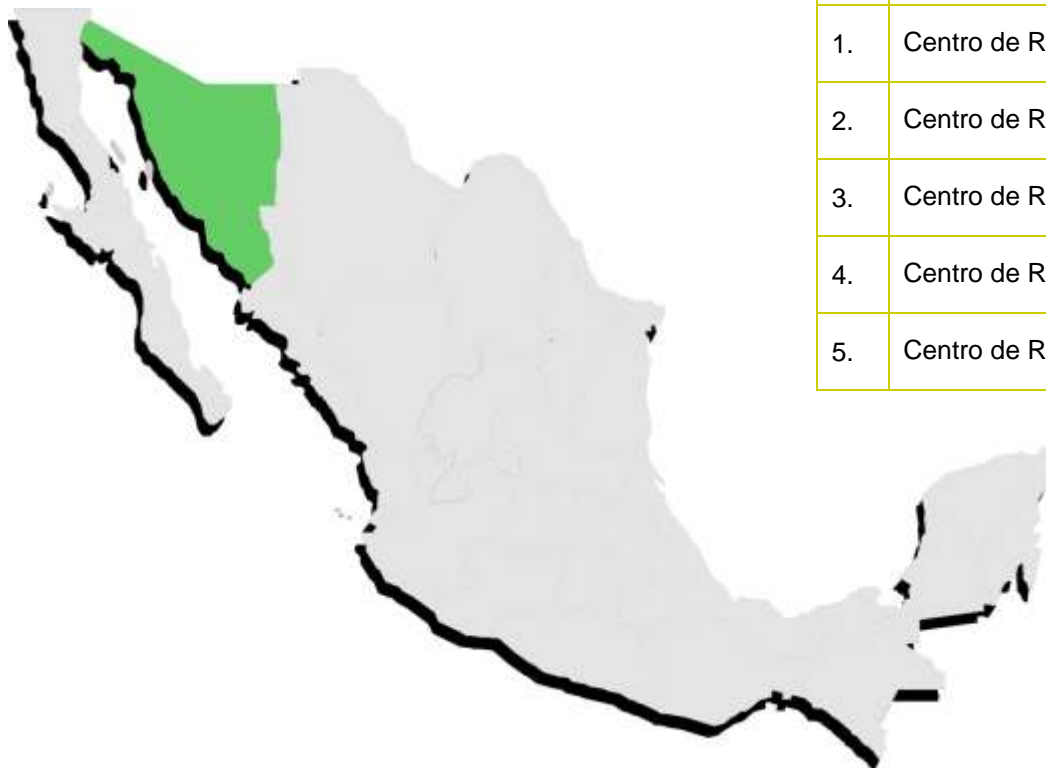 1. Centro de R
2. Centro de R
3. Centro de R
4. Centro de R
5. Centro de R